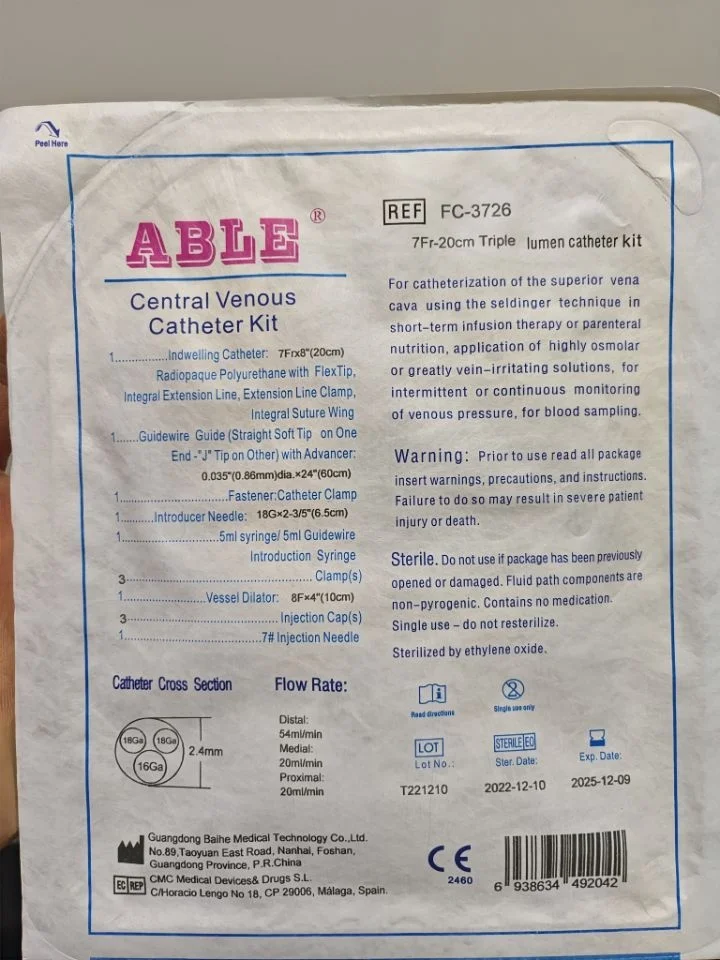 Peel Here
ABLE®
Central Venous
Catheter Kit
1...............Indwelling Catheter: 7Frx8"(20cm)
Radiopaque Polyurethane with FlexTip,
Integral Extension Line, Extension Line Clamp,
Integral Suture Wing
1.......Guidewire Guide (Straight Soft Tip on One
End -"J" Tip on Other) with Advancer:
0.035"(0.86mm)dia.×24"(60cm)
1..............................Fastener:Catheter Clamp
1..........Introducer Needle: 18G×2-3/5"(6.5cm)
1...........................5ml syringe/ 5ml Guidewire
Introduction Syringe
3.....................................................Clamp(s)
1......................Vessel Dilator: 8F×4"(10cm)
3...........................................Injection Cap(s)
1......................................7# Injection Needle
Catheter Cross Section
18Ga 18Ga
16Ga
2.4mm
Flow Rate:
Distal:
54ml/min
Medial:
20ml/min
Proximal:
20ml/min
REF FC-3726
7Fr-20cm Triple lumen catheter kit
For catheterization of the superior vena
cava using the seldinger technique in
short-term infusion therapy or parenteral
nutrition, application of highly osmolar
or greatly vein-irritating solutions, for
intermittent or continuous monitoring
of venous pressure, for blood sampling.
Warning: Prior to use read all package
insert warnings, precautions, and instructions.
Failure to do so may result in severe patient
injury or death.
Sterile. Do not use if package has been previously
opened or damaged. Fluid path components are
non-pyrogenic. Contains no medication.
Single use - do not resterilize.
Sterilized by ethylene oxide.
Read directions
2
Single use only
LOT
Lot No.:
T221210
STERILE EO
Ster. Date:
2022-12-10
Exp. Date:
2025-12-09
Guangdong Baihe Medical Technology Co.,Ltd.
No.89,Taoyuan East Road, Nanhai, Foshan,
Guangdong Province, P.R.China
EC REP CMC Medical Devices& Drugs S.L.
C/Horacio Lengo No 18, CP 29006, Málaga, Spain.
CE
2460
6 938634 492042